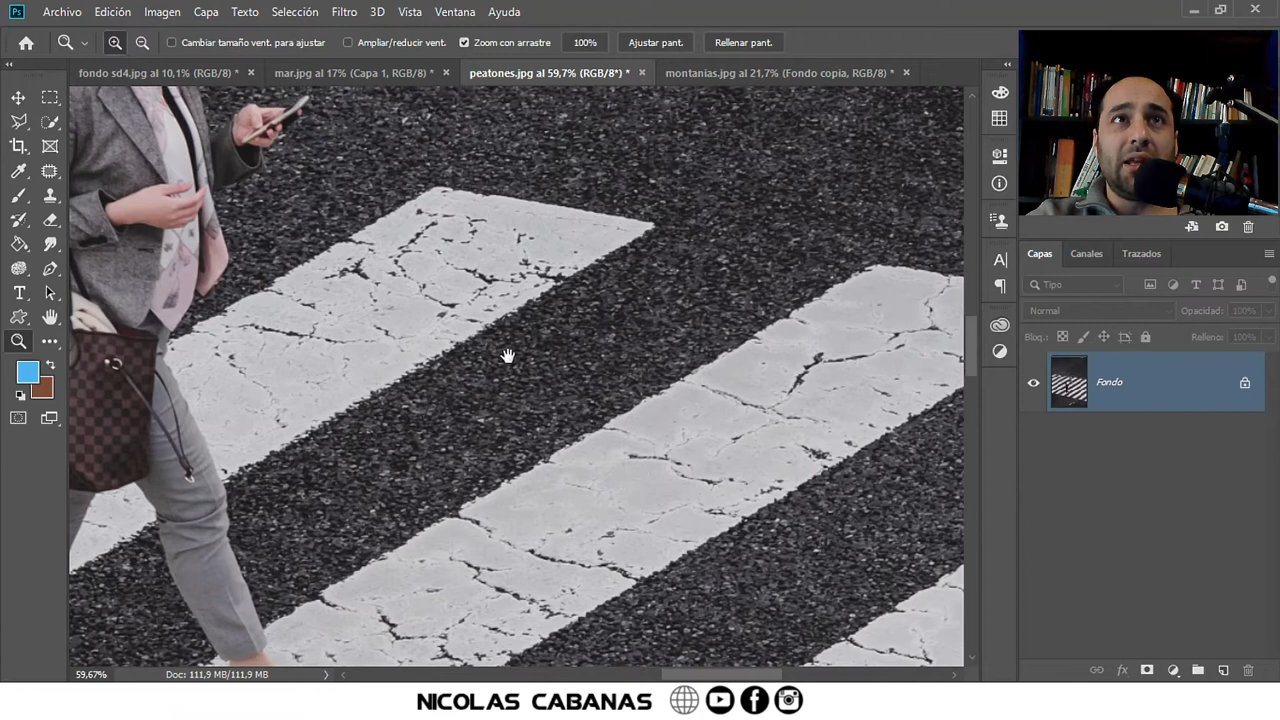 Ps Archivo Edición Imagen Capa Texto Selección Filtro 3D Vista Ventana Ayuda
Cambiar tamaño vent. para ajustar Ampliar/reducir vent. Zoom con arrastre 100% Ajustar pant. Rellenar pant.
fondo sd4.jpg al 10,1% (RGB/8) * × mar.jpg al 17% (Capa 1, RGB/8) * × peatones.jpg al 59,7% (RGB/8*) * × montanias.jpg al 21,7% (Fondo copia, RGB/8) * ×
Capas Canales Trazados
Tipo
Normal Opacidad: 100%
Bloq.: Relleno: 100%
Fondo
59,67% Doc: 111,9 MB/111,9 MB
NICOLAS CABANAS